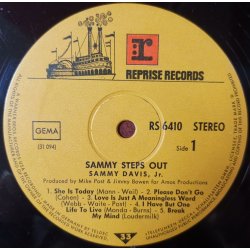 R
REPRISE RECORDS
GEMA
(51 094)
RS 6410 STEREO
Side 1
SAMMY STEPS OUT
SAMMY DAVIS, Jr.
Produced by Mike Post & Jimmy Bowen for Amos Productions
1. She Is Today (Mann - Weil) 2. Please Don't Go
(Cohen) - 3. Love Is Just A Meaningless Word
(Webb - Waite - Post) 4. I Have But One
Life To Live (Mondo - Byrns) - 5. Break
My Mind (Loudermilk)
33